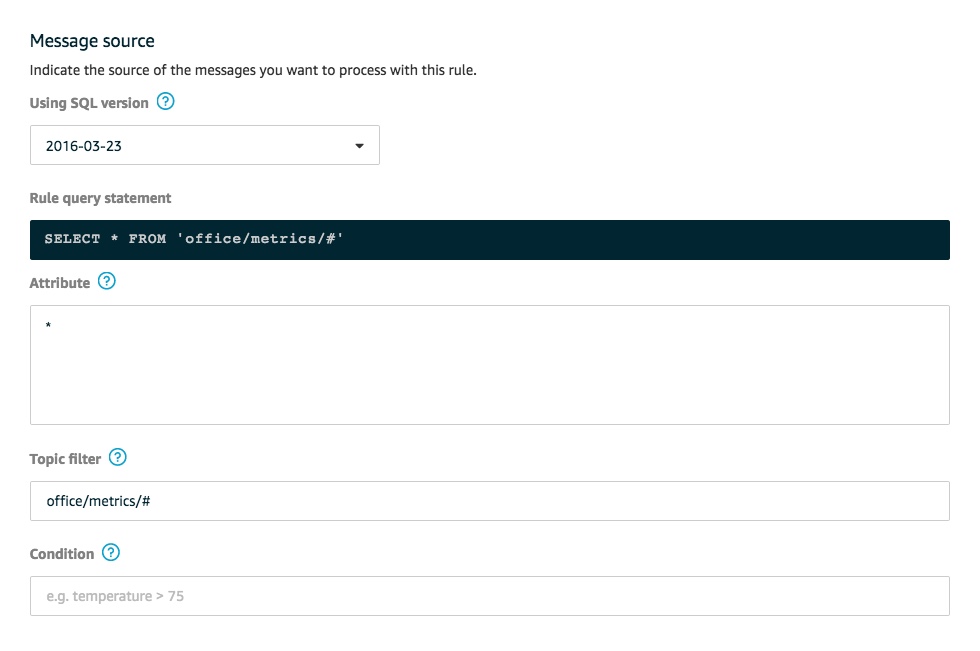 Message source
Indicate the source of the messages you want to process with this rule.
Using SQL version ?
2016-03-23
Rule query statement
SELECT * FROM 'office/metrics/#'
Attribute ?
*
Topic filter ?
office/metrics/#
Condition ?
e.g. temperature > 75